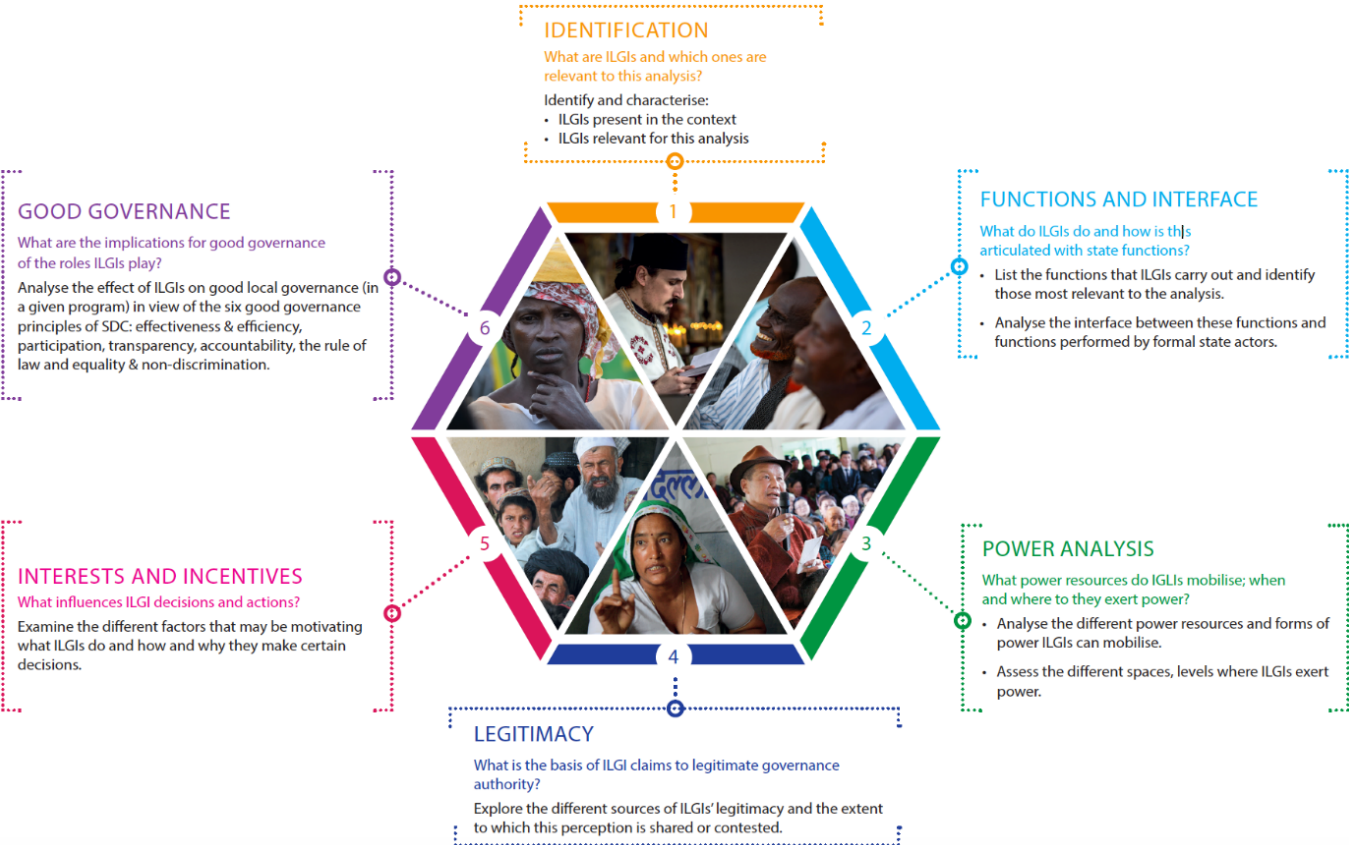 IDENTIFICATION
What are ILGIs and which ones are
relevant to this analysis?
Identify and characterise:
• ILGIs present in the context
• ILGIs relevant for this analysis
1
FUNCTIONS AND INTERFACE
What do ILGIs do and how is this
articulated with state functions?
• List the functions that ILGIs carry out and identify
those most relevant to the analysis.
• Analyse the interface between these functions and
functions performed by formal state actors.
2
POWER ANALYSIS
What power resources do IGLIs mobilise; when
and where to they exert power?
• Analyse the different power resources and forms of
power ILGIs can mobilise.
• Assess the different spaces, levels where ILGIs exert
power.
3
4
LEGITIMACY
What is the basis of ILGI claims to legitimate governance
authority?
Explore the different sources of ILGIs' legitimacy and the extent
to which this perception is shared or contested.
5
INTERESTS AND INCENTIVES
What influences ILGI decisions and actions?
Examine the different factors that may be motivating
what ILGIs do and how and why they make certain
decisions.
6
GOOD GOVERNANCE
What are the implications for good governance
of the roles ILGIs play?
Analyse the effect of ILGIs on good local governance (in
a given program) in view of the six good governance
principles of SDC: effectiveness & efficiency,
participation, transparency, accountability, the rule of
law and equality & non-discrimination.